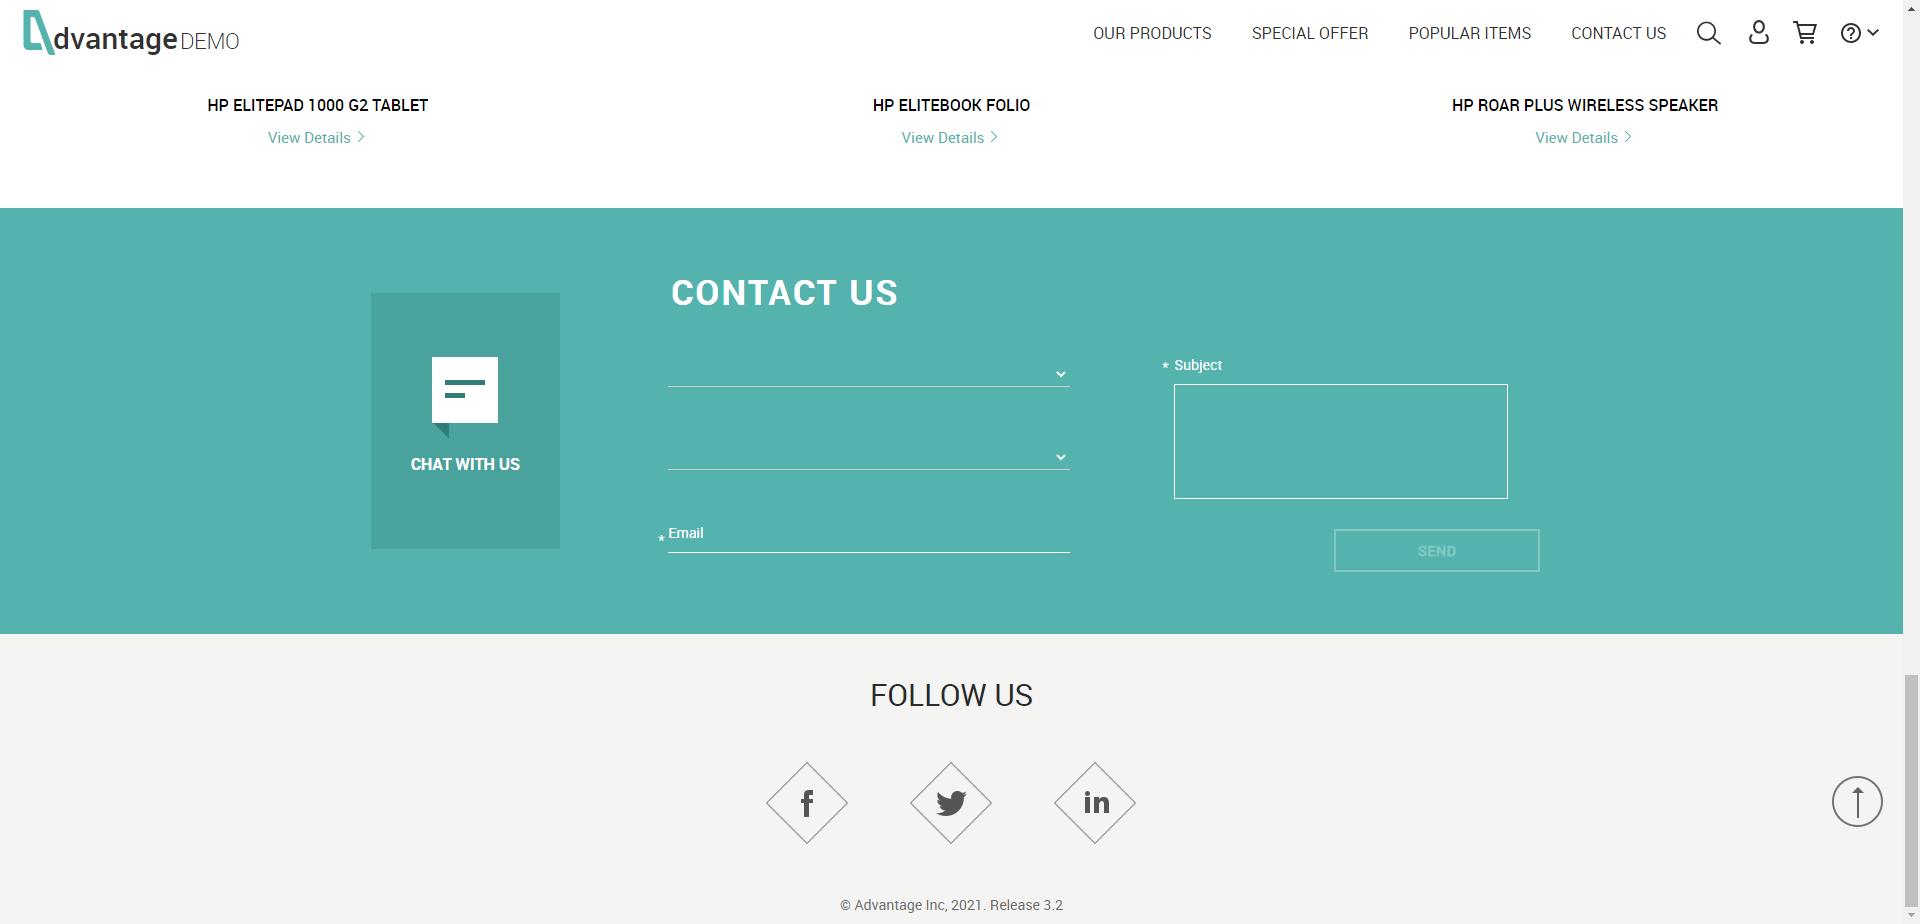 dvantage DEMO
OUR PRODUCTS SPECIAL OFFER POPULAR ITEMS CONTACT US
HP ELITEPAD 1000 G2 TABLET
View Details
HP ELITEBOOK FOLIO
View Details
HP ROAR PLUS WIRELESS SPEAKER
View Details
CHAT WITH US
CONTACT US
* Email
* Subject
SEND
FOLLOW US
f
in
© Advantage Inc, 2021. Release 3.2